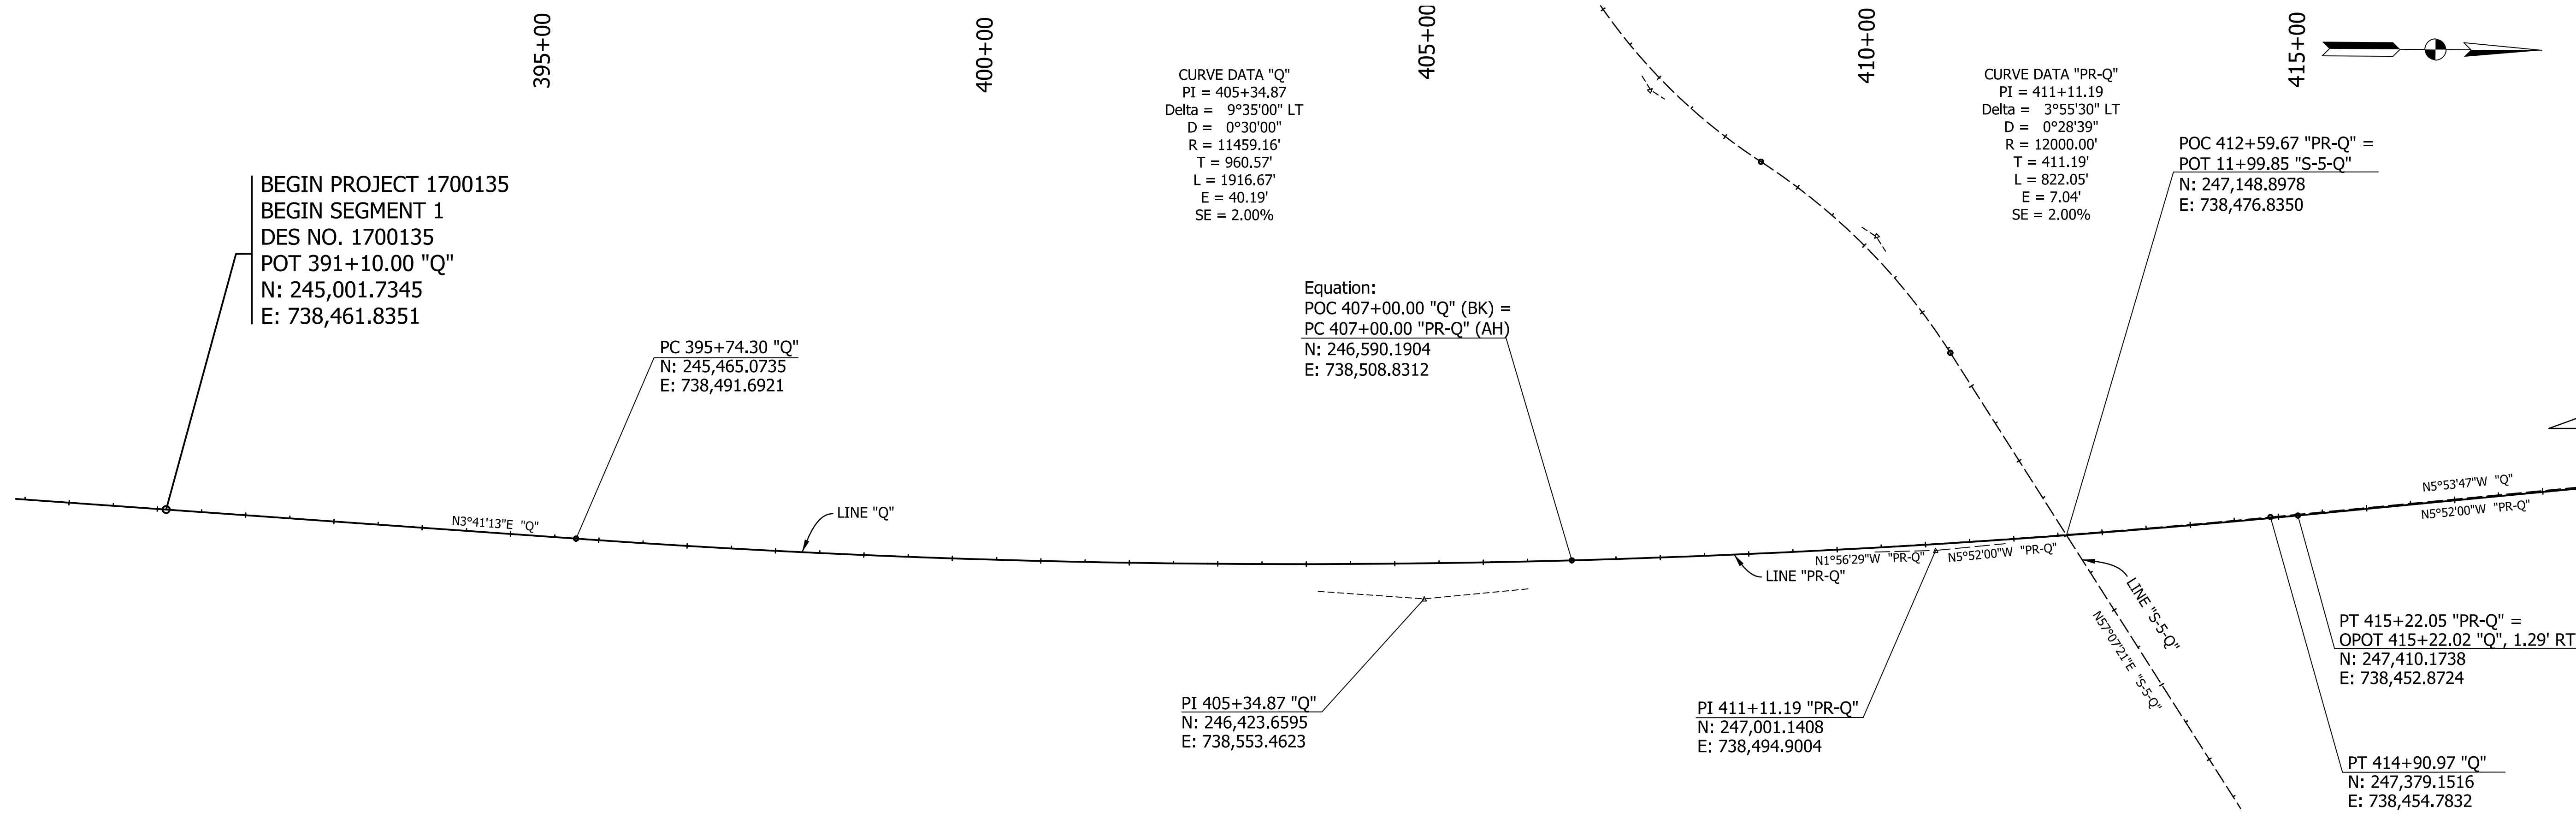 395+00
400+00
405+00
410+00
415+00
CURVE DATA "Q"
PI = 405+34.87
Delta = 9°35'00" LT
D = 0°30'00"
R = 11459.16'
T = 960.57'
L = 1916.67'
E = 40.19'
SE = 2.00%
CURVE DATA "PR-Q"
PI = 411+11.19
Delta = 3°55'30" LT
D = 0°28'39"
R = 12000.00'
T = 411.19'
L = 822.05'
E = 7.04'
SE = 2.00%
POC 412+59.67 "PR-Q" =
POT 11+99.85 "S-5-Q"
N: 247,148.8978
E: 738,476.8350
BEGIN PROJECT 1700135
BEGIN SEGMENT 1
DES NO. 1700135
POT 391+10.00 "Q"
N: 245,001.7345
E: 738,461.8351
PC 395+74.30 "Q"
N: 245,465.0735
E: 738,491.6921
Equation:
POC 407+00.00 "Q" (BK) =
PC 407+00.00 "PR-Q" (AH)
N: 246,590.1904
E: 738,508.8312
N3°41'13"E "Q"
LINE "Q"
LINE "PR-Q"
N1°56'29"W "PR-Q"
N5°52'00"W "PR-Q"
N5°53'47"W "Q"
N5°52'00"W "PR-Q"
LINE "S-5-Q"
N57°07'21"E "S-5-Q"
PI 405+34.87 "Q"
N: 246,423.6595
E: 738,553.4623
PI 411+11.19 "PR-Q"
N: 247,001.1408
E: 738,494.9004
PT 415+22.05 "PR-Q" =
OPOT 415+22.02 "Q", 1.29' RT
N: 247,410.1738
E: 738,452.8724
PT 414+90.97 "Q"
N: 247,379.1516
E: 738,454.7832